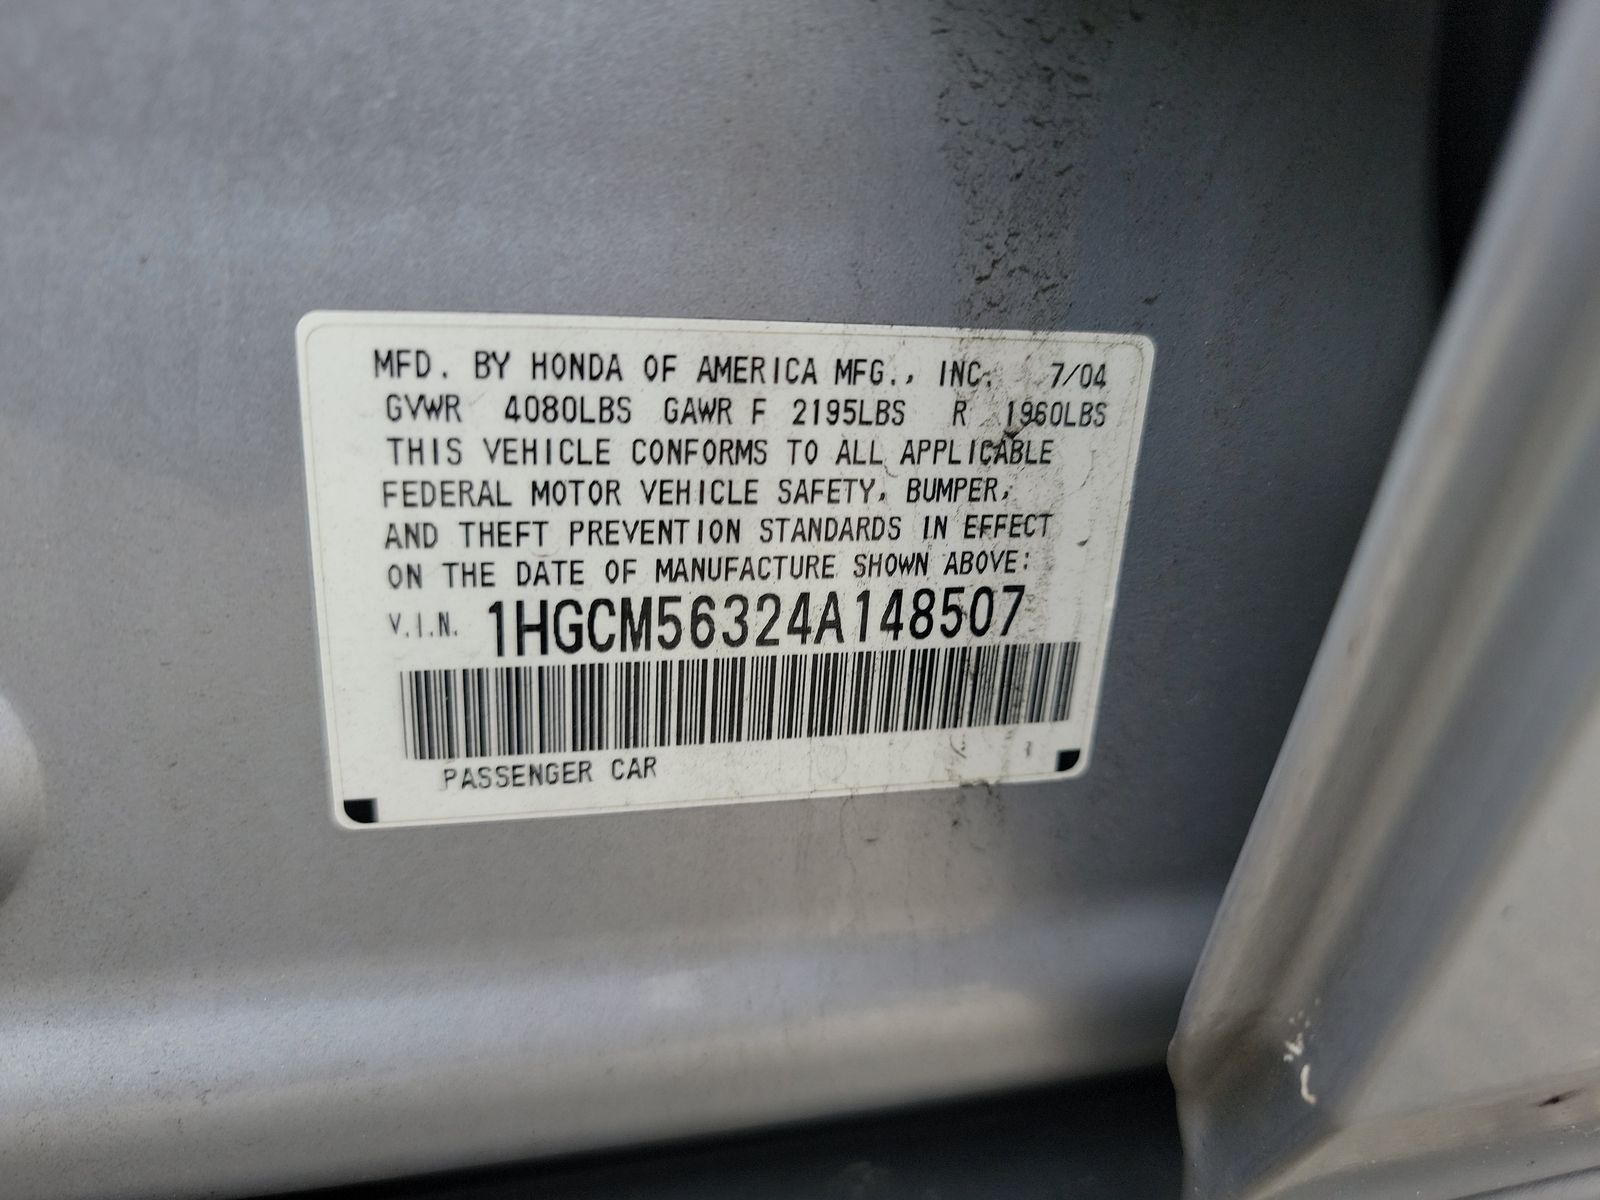 MFD. BY HONDA OF AMERICA MFG., INC. 7/04
GVWR 4080LBS GAWR F 2195LBS R 1960LBS
THIS VEHICLE CONFORMS TO ALL APPLICABLE
FEDERAL MOTOR VEHICLE SAFETY, BUMPER,
AND THEFT PREVENTION STANDARDS IN EFFECT
ON THE DATE OF MANUFACTURE SHOWN ABOVE:
V.I.N. 1HGCM56324A148507
PASSENGER CAR